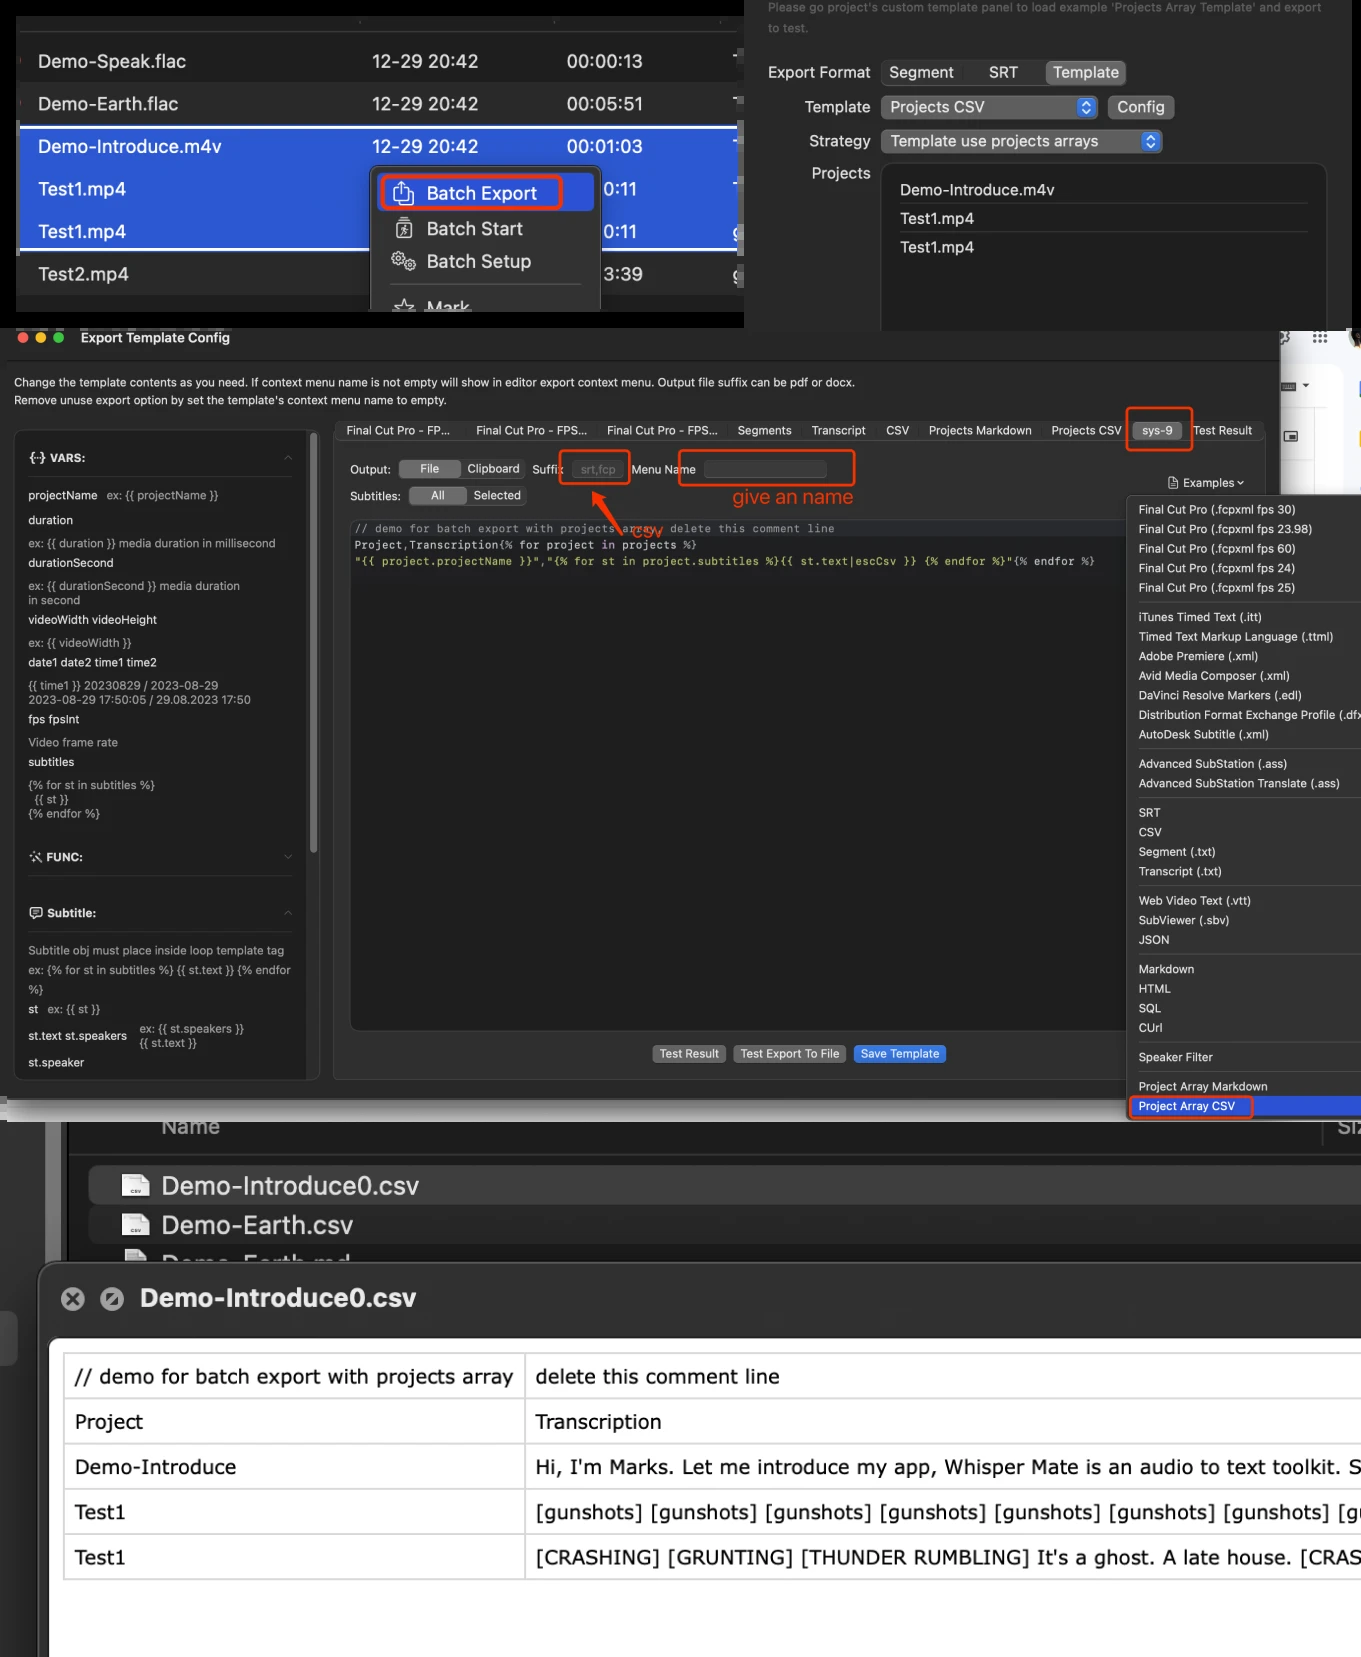 Demo-Speak.flac 12-29 20:42 00:00:13
Demo-Earth.flac 12-29 20:42 00:05:51
Demo-Introduce.m4v 12-29 20:42 00:01:03
Test1.mp4 0:11
Test1.mp4 0:11
Test2.mp4 3:39
Batch Export
Batch Start
Batch Setup
Mark
Please go project's custom template panel to load example 'Projects Array Template' and export
to test.
Export Format Segment SRT Template
Template Projects CSV Config
Strategy Template use projects arrays
Projects
Demo-Introduce.m4v
Test1.mp4
Test1.mp4
Export Template Config
Change the template contents as you need. If context menu name is not empty will show in editor export context menu. Output file suffix can be pdf or docx.
Remove unuse export option by set the template's context menu name to empty.
{··} VARS:
projectName ex: {{ projectName }}
duration
ex: {{ duration }} media duration in millisecond
durationSecond
ex: {{ durationSecond }} media duration
in second
videoWidth videoHeight
ex: {{ videoWidth }}
date1 date2 time1 time2
{{ time1 }} 20230829 / 2023-08-29
2023-08-29 17:50:05 / 29.08.2023 17:50
fps fpsInt
Video frame rate
subtitles
{% for st in subtitles %}
{{ st }}
{% endfor %}
FUNC:
Subtitle:
Subtitle obj must place inside loop template tag
ex: {% for st in subtitles %} {{ st.text }} {% endfor
%}
st ex: {{ st }}
st.text st.speakers ex: {{ st.speakers }}
{{ st.text }}
st.speaker
Final Cut Pro - FP... Final Cut Pro - FPS... Final Cut Pro - FPS... Segments Transcript CSV Projects Markdown Projects CSV sys-9 Test Result
Output: File Clipboard Suffix srt,fcp Menu Name
Subtitles: All Selected
give an name
csv
Examples
// demo for batch export with projects array, delete this comment line
Project,Transcription{% for project in projects %}
"{{ project.projectName }}","{% for st in project.subtitles %}{{ st.text|escCsv }} {% endfor %}"{% endfor %}
Test Result Test Export To File Save Template
Final Cut Pro (.fcpxml fps 30)
Final Cut Pro (.fcpxml fps 23.98)
Final Cut Pro (.fcpxml fps 60)
Final Cut Pro (.fcpxml fps 24)
Final Cut Pro (.fcpxml fps 25)
iTunes Timed Text (.itt)
Timed Text Markup Language (.ttml)
Adobe Premiere (.xml)
Avid Media Composer (.xml)
DaVinci Resolve Markers (.edl)
Distribution Format Exchange Profile (.dfx
AutoDesk Subtitle (.xml)
Advanced SubStation (.ass)
Advanced SubStation Translate (.ass)
SRT
CSV
Segment (.txt)
Transcript (.txt)
Web Video Text (.vtt)
SubViewer (.sbv)
JSON
Markdown
HTML
SQL
CUrl
Speaker Filter
Project Array Markdown
Project Array CSV
Name
Demo-Introduce0.csv
Demo-Earth.csv
Demo-Earth.md
Demo-Introduce0.csv
// demo for batch export with projects array delete this comment line
Project Transcription
Demo-Introduce Hi, I'm Marks. Let me introduce my app, Whisper Mate is an audio to text toolkit. S
Test1 [gunshots] [gunshots] [gunshots] [gunshots] [gunshots] [gunshots] [gunshots] [g
Test1 [CRASHING] [GRUNTING] [THUNDER RUMBLING] It's a ghost. A late house. [CRAS